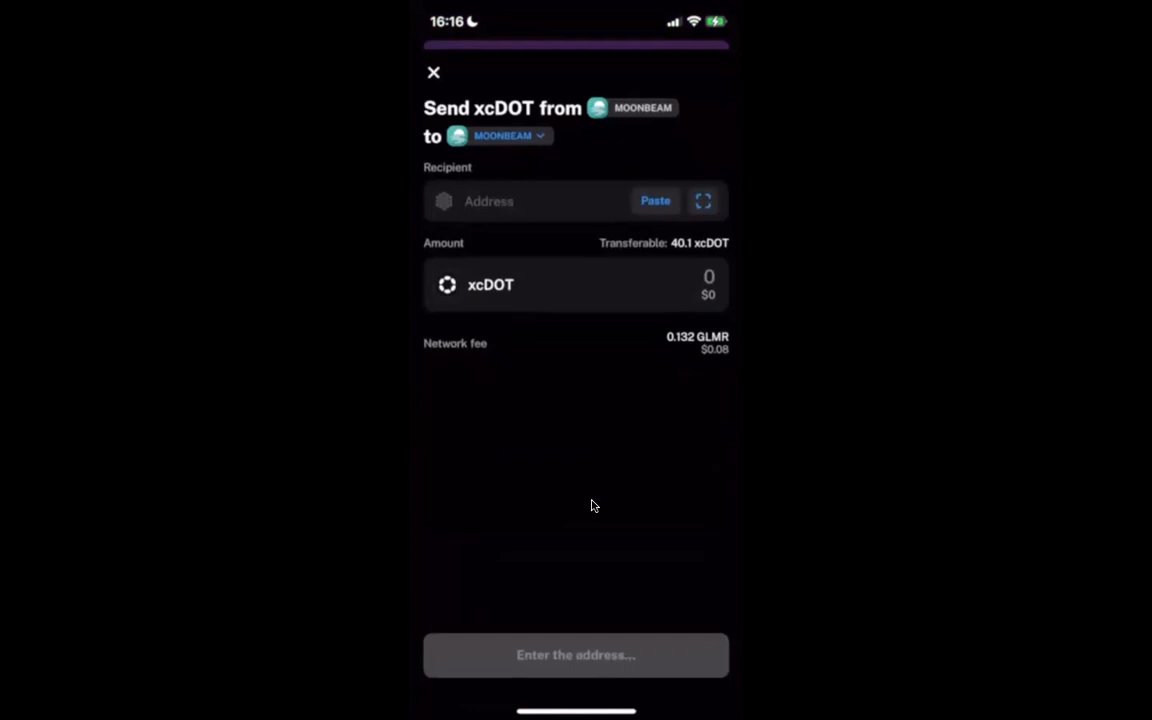 16:16
Send xcDOT from MOONBEAM
to MOONBEAM
Recipient
Address Paste
Amount Transferable: 40.1 xcDOT
xcDOT 0
$0
Network fee 0.132 GLMR
$0.08
Enter the address...